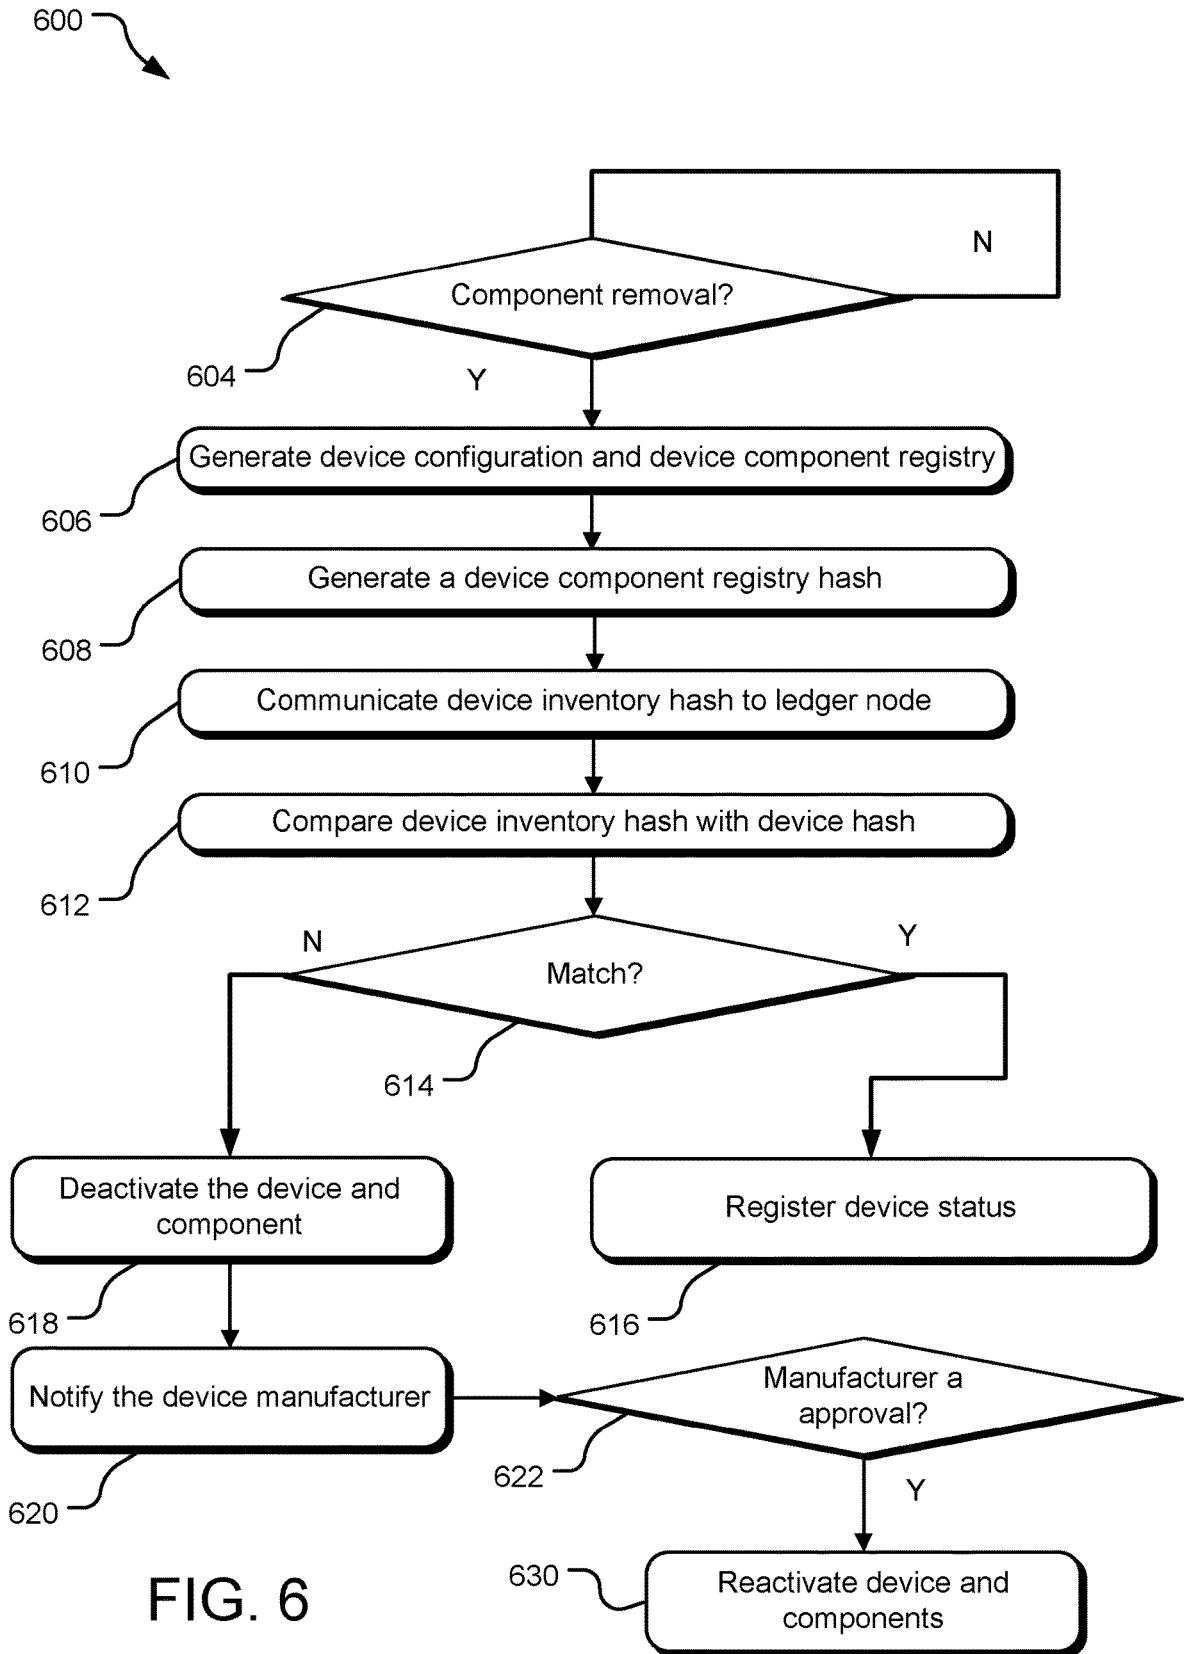 600
N
Component removal?
604
Y
Generate device configuration and device component registry
606
Generate a device component registry hash
608
Communicate device inventory hash to ledger node
610
Compare device inventory hash with device hash
612
N
Y
Match?
614
Deactivate the device and
component
Register device status
618
616
Notify the device manufacturer
Manufacturer a
approval?
622
620
Y
630
Reactivate device and
components
FIG. 6